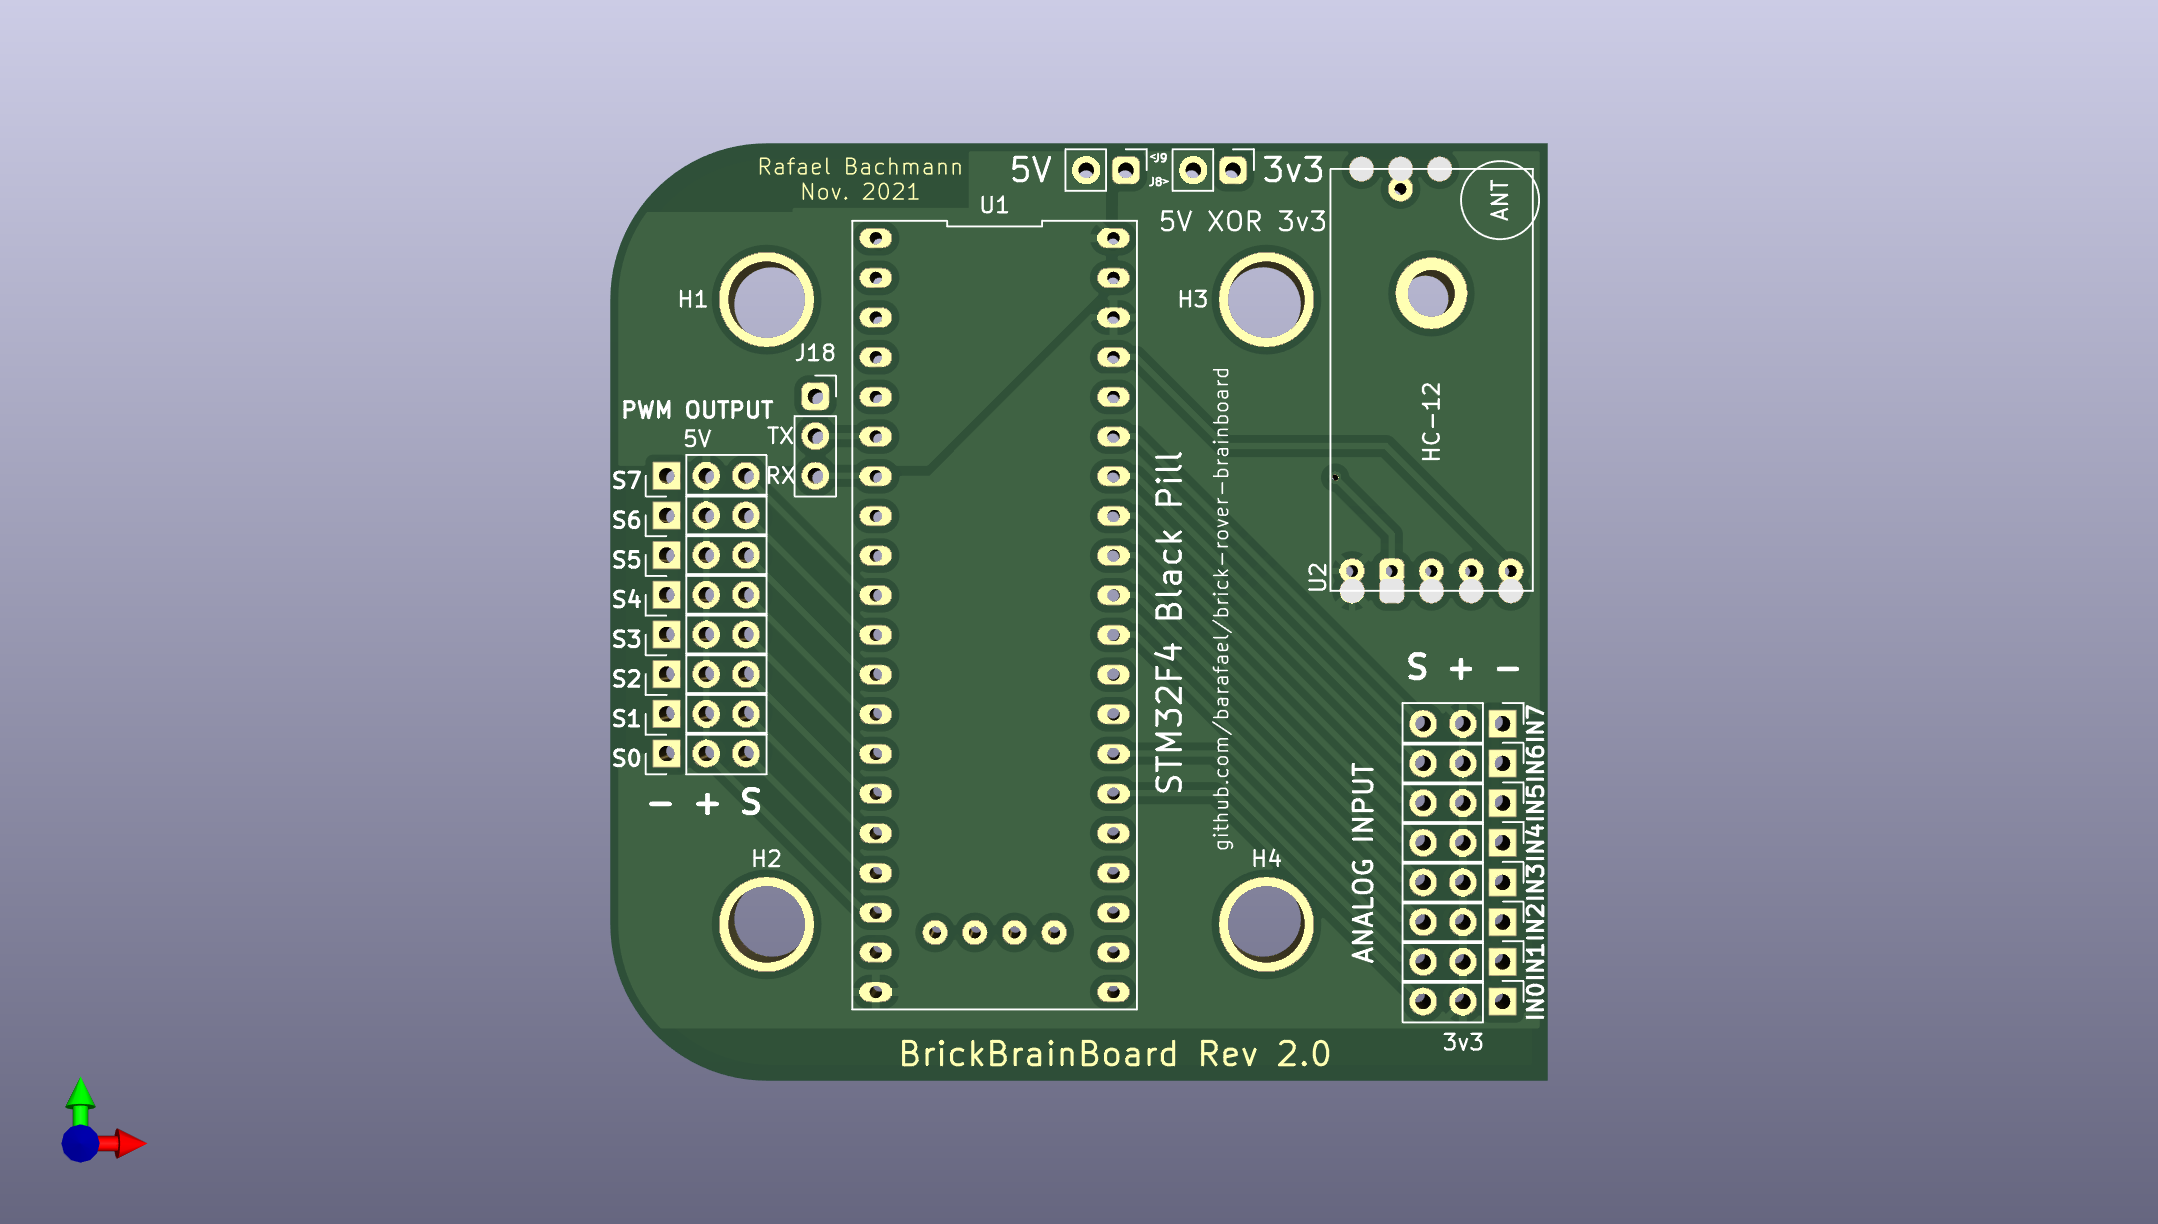 Rafael Bachmann
Nov. 2021
5V
<J9
J8>
3v3
5V XOR 3v3
U1
ANT
H1
H3
J18
PWM OUTPUT
5V
TX
RX
HC-12
S7
S6
S5
S4
S3
S2
S1
S0
- + S
STM32F4 Black Pill
github.com/barafael/brick-rover-brainboard
U2
S + -
IN7
IN6
IN5
IN4
IN3
IN2
IN1
IN0
ANALOG INPUT
H2
H4
3v3
BrickBrainBoard Rev 2.0